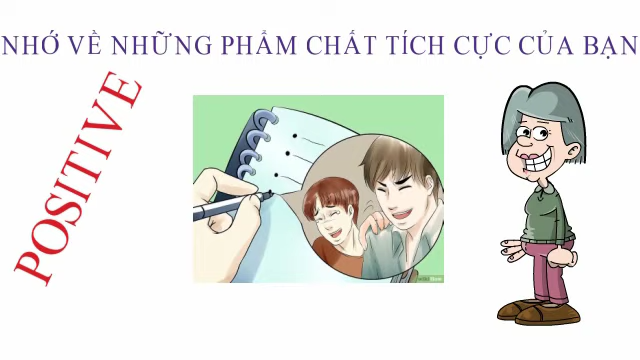 NHỚ VỀ NHỮNG PHẨM CHẤT TÍCH CỰC CỦA BẠN
POSITIVE